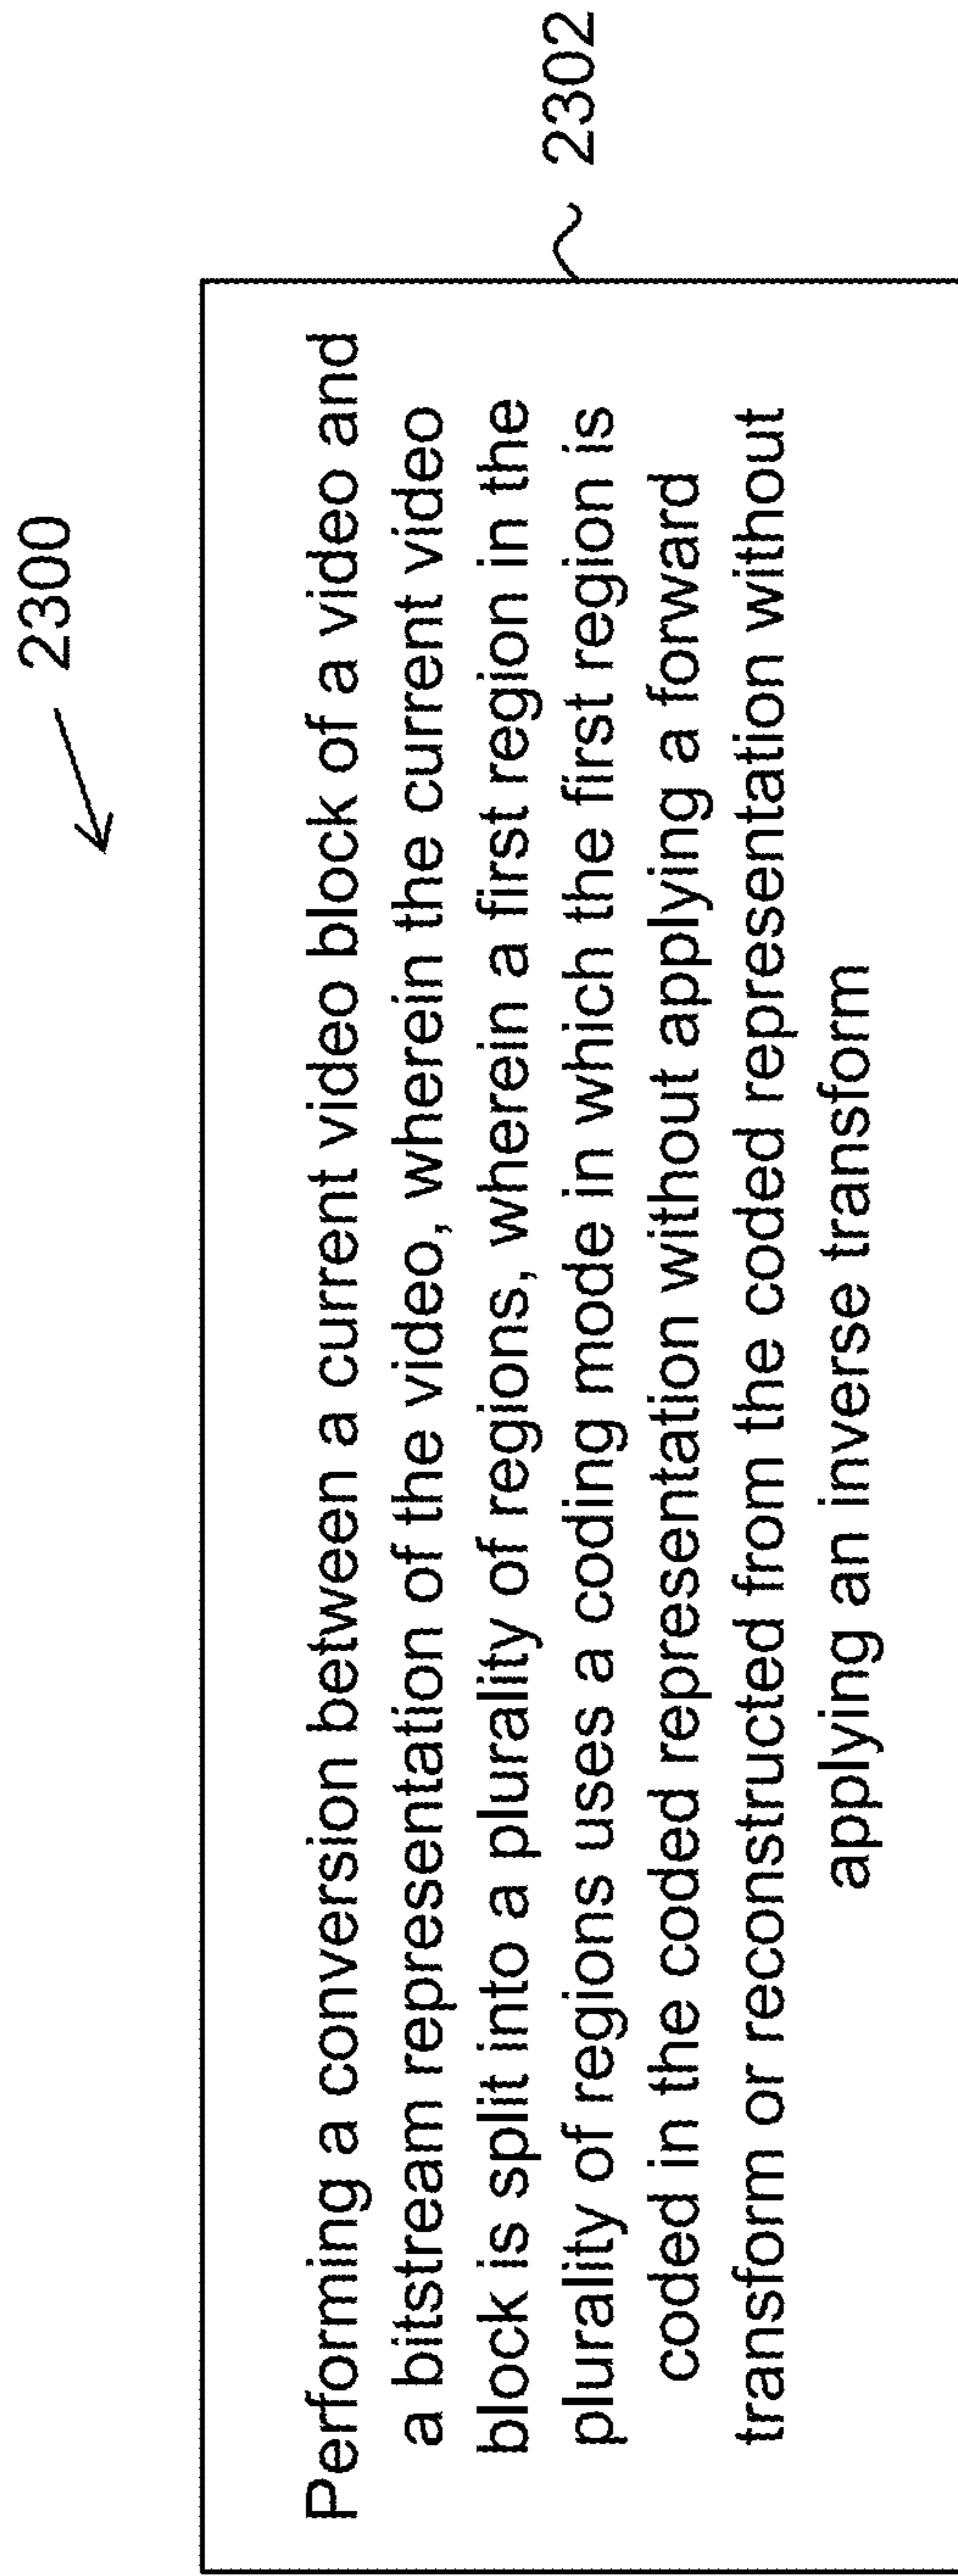 2300
2302
Performing a conversion between a current video block of a video and
a bitstream representation of the video, wherein the current video
block is split into a plurality of regions, wherein a first region in the
plurality of regions uses a coding mode in which the first region is
coded in the coded representation without applying a forward
transform or reconstructed from the coded representation without
applying an inverse transform